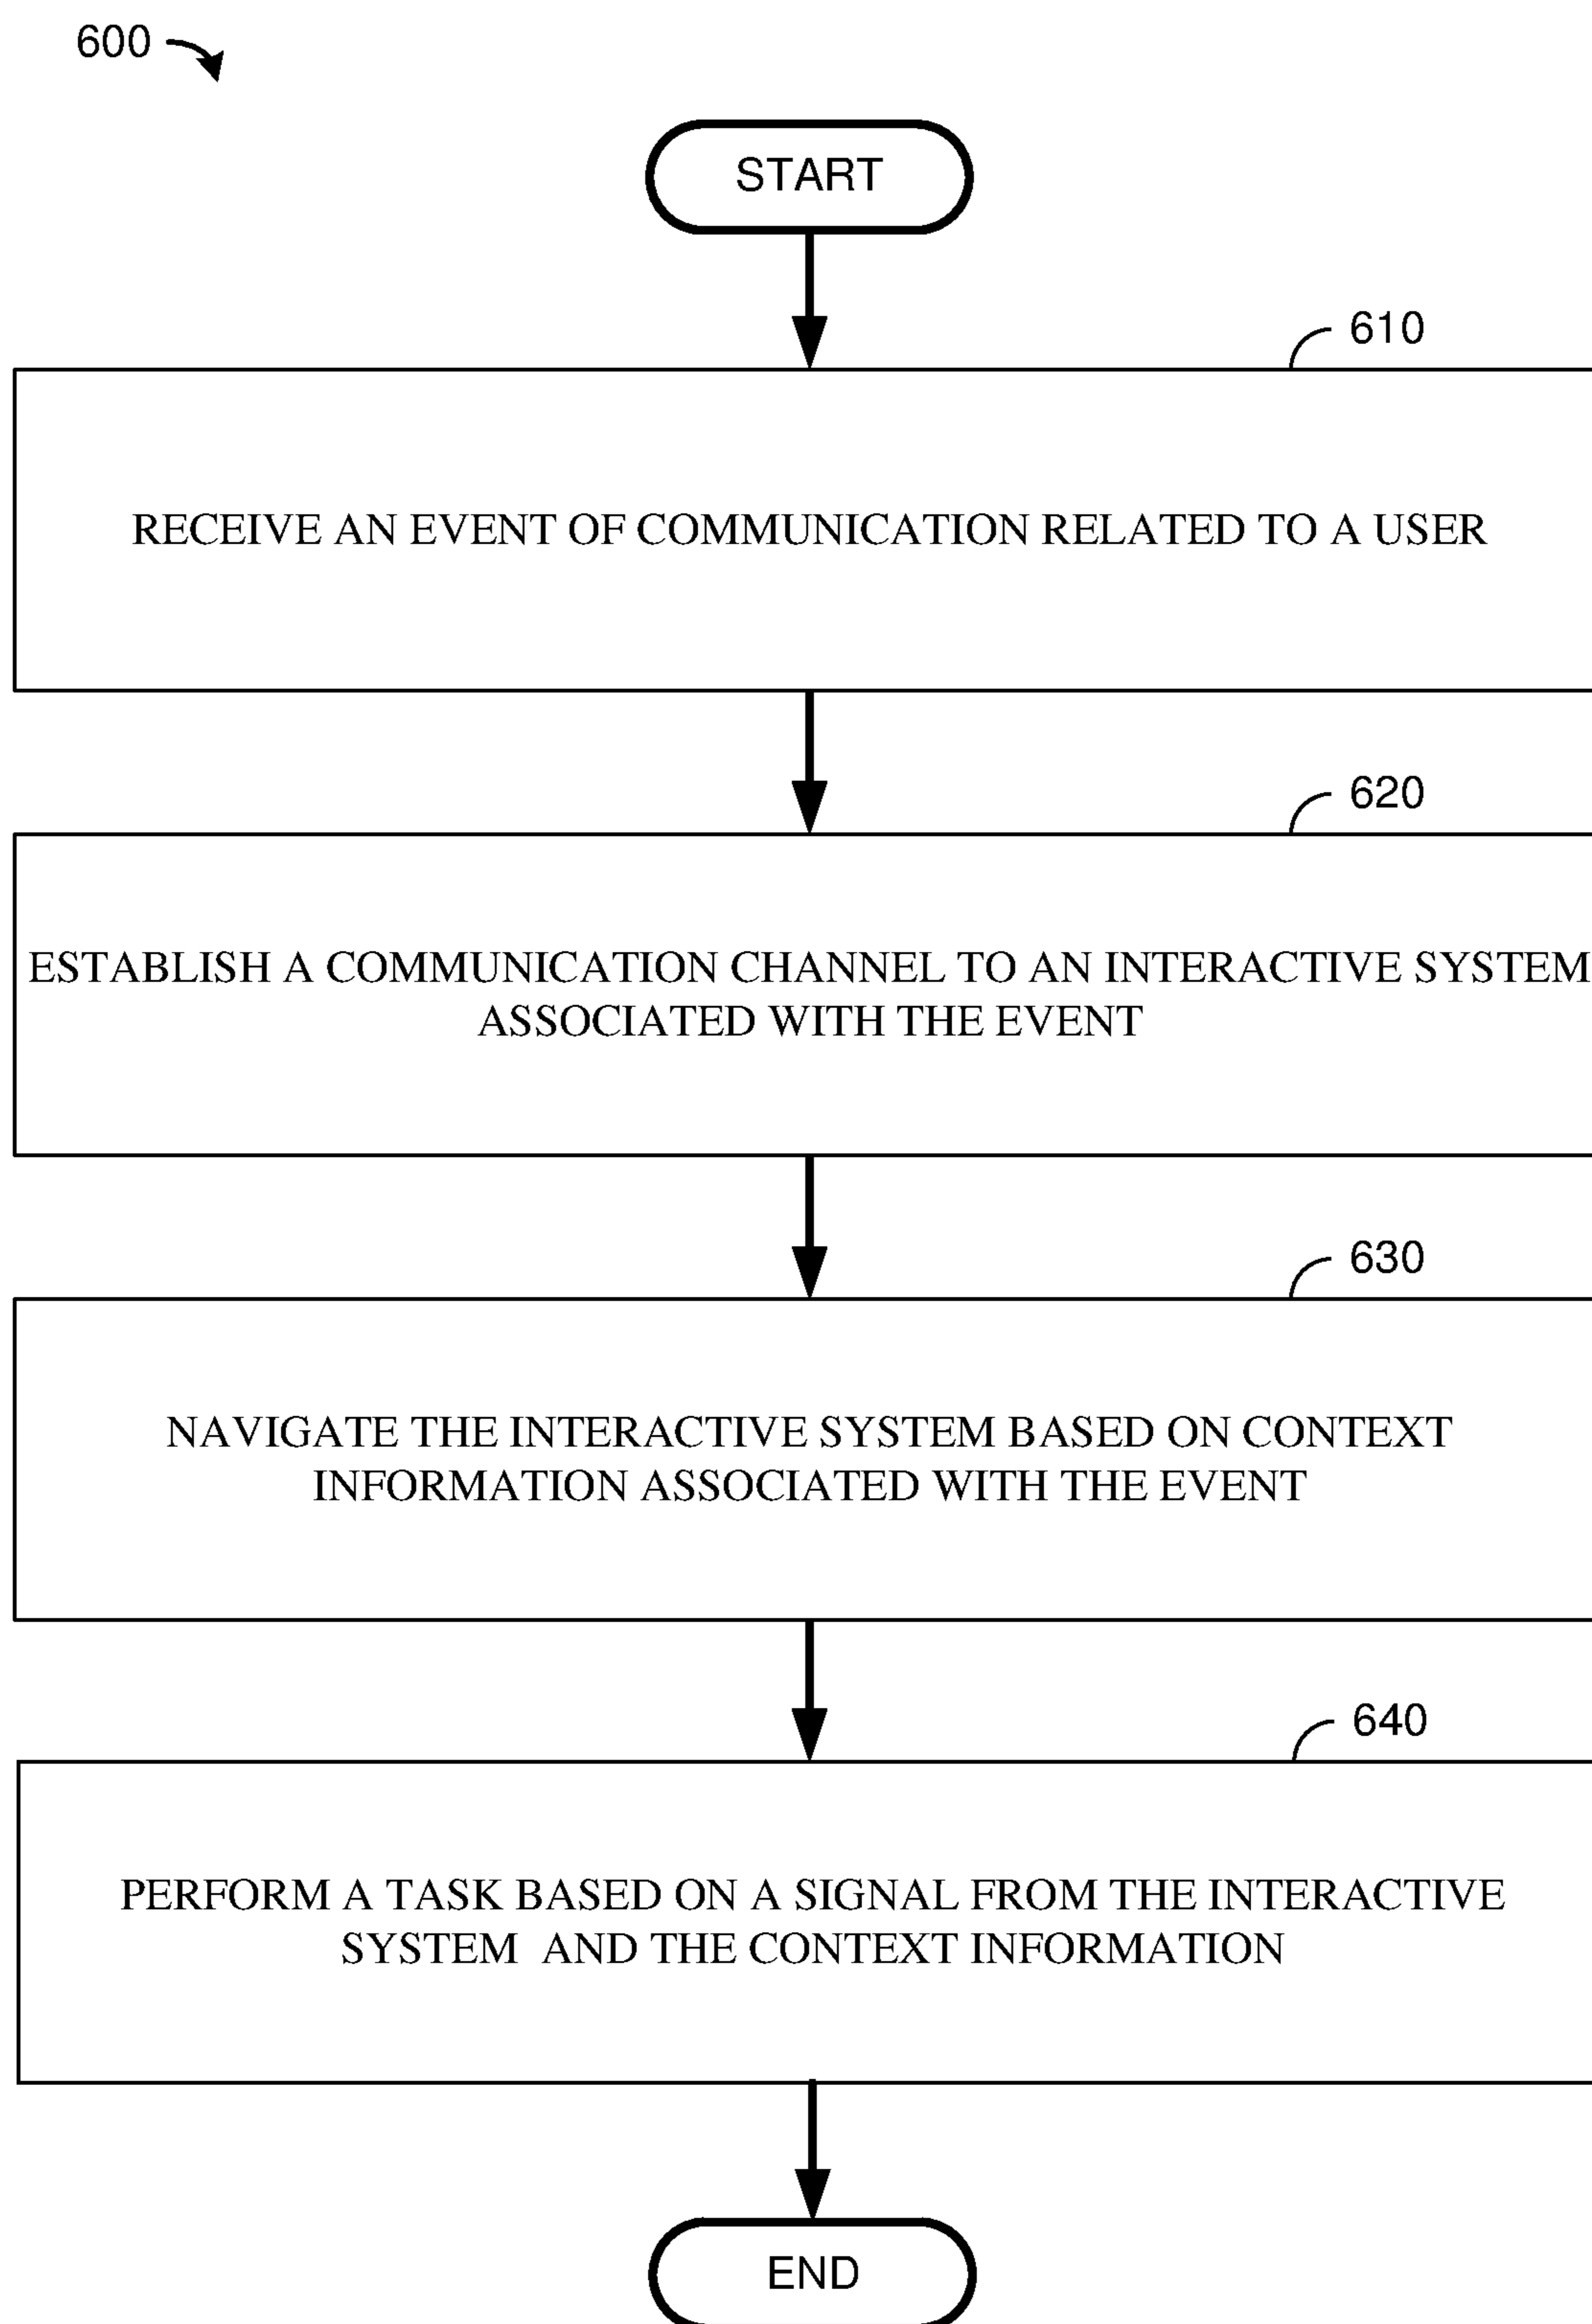 600
START
610
RECEIVE AN EVENT OF COMMUNICATION RELATED TO A USER
620
ESTABLISH A COMMUNICATION CHANNEL TO AN INTERACTIVE SYSTEM
ASSOCIATED WITH THE EVENT
630
NAVIGATE THE INTERACTIVE SYSTEM BASED ON CONTEXT
INFORMATION ASSOCIATED WITH THE EVENT
640
PERFORM A TASK BASED ON A SIGNAL FROM THE INTERACTIVE
SYSTEM AND THE CONTEXT INFORMATION
END